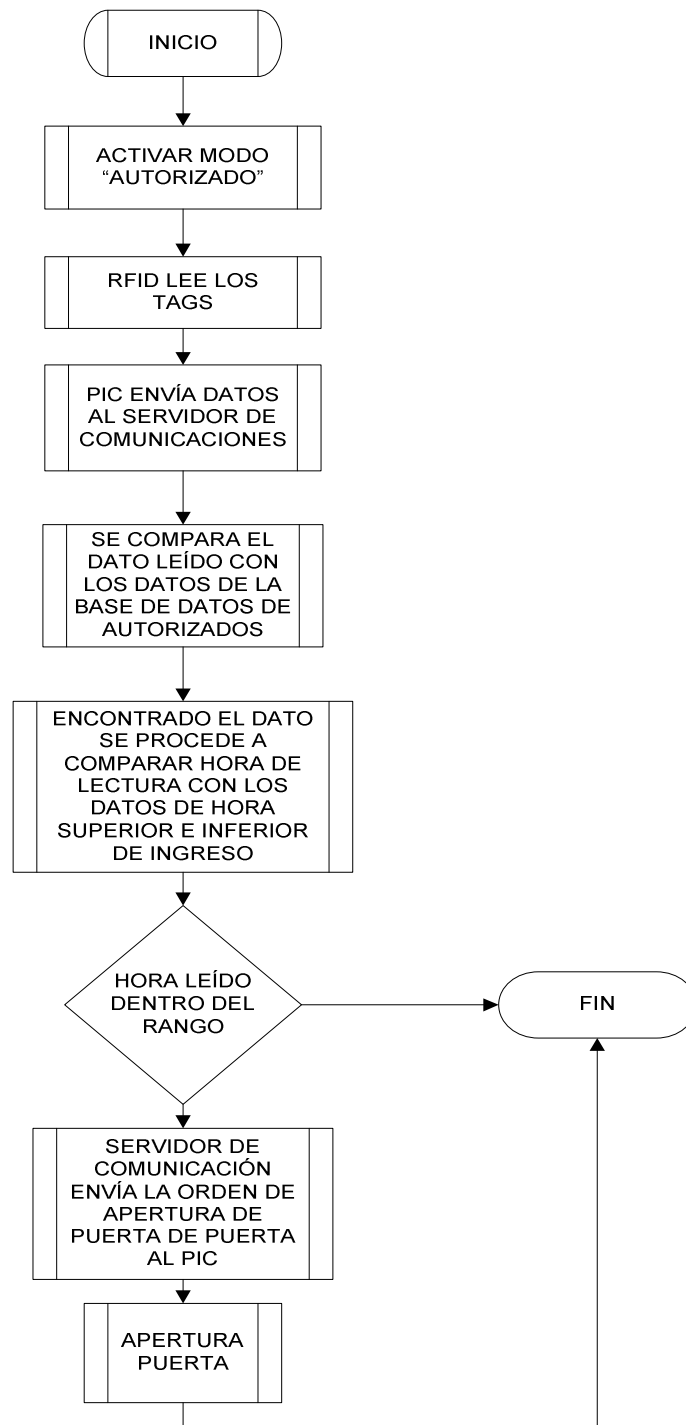 INICIO
ACTIVAR MODO
“AUTORIZADO”
RFID LEE LOS
TAGS
PIC ENVÍA DATOS
AL SERVIDOR DE
COMUNICACIONES
SE COMPARA EL
DATO LEÍDO CON
LOS DATOS DE LA
BASE DE DATOS DE
AUTORIZADOS
ENCONTRADO EL DATO
SE PROCEDE A
COMPARAR HORA DE
LECTURA CON LOS
DATOS DE HORA
SUPERIOR E INFERIOR
DE INGRESO
HORA LEÍDO
DENTRO DEL
RANGO
FIN
SERVIDOR DE
COMUNICACIÓN
ENVÍA LA ORDEN DE
APERTURA DE
PUERTA DE PUERTA
AL PIC
APERTURA
PUERTA